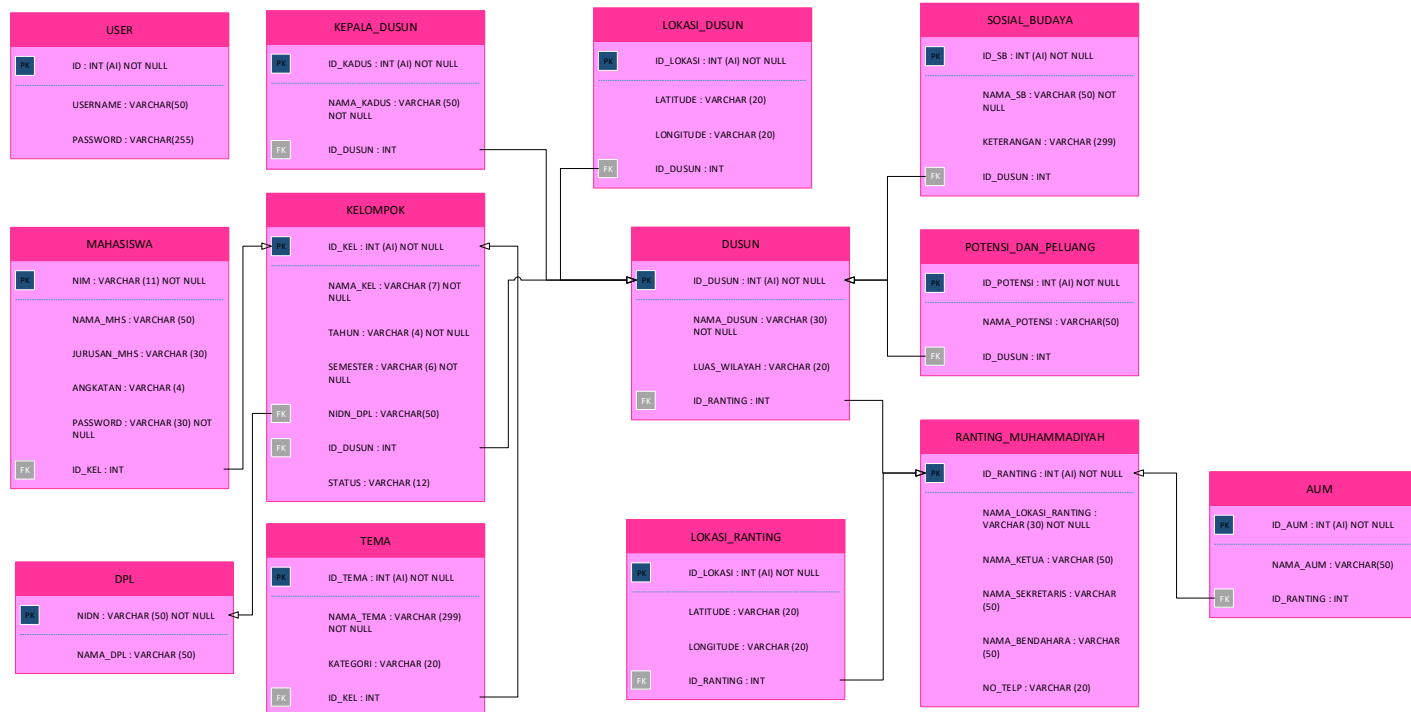 USER
PK
ID : INT (AI) NOT NULL
USERNAME : VARCHAR(50)
PASSWORD : VARCHAR(255)
KEPALA_DUSUN
PK
ID_KADUS : INT (AI) NOT NULL
NAMA_KADUS : VARCHAR (50)
NOT NULL
FK
ID_DUSUN : INT
LOKASI_DUSUN
PK
ID_LOKASI : INT (AI) NOT NULL
LATITUDE : VARCHAR (20)
LONGITUDE : VARCHAR (20)
FK
ID_DUSUN : INT
SOSIAL_BUDAYA
PK
ID_SB : INT (AI) NOT NULL
NAMA_SB : VARCHAR (50) NOT
NULL
KETERANGAN : VARCHAR (299)
FK
ID_DUSUN : INT
MAHASISWA
PK
NIM : VARCHAR (11) NOT NULL
NAMA_MHS : VARCHAR (50)
JURUSAN_MHS : VARCHAR (30)
ANGKATAN : VARCHAR (4)
PASSWORD : VARCHAR (30) NOT
NULL
FK
ID_KEL : INT
KELOMPOK
PK
ID_KEL : INT (AI) NOT NULL
NAMA_KEL : VARCHAR (7) NOT
NULL
TAHUN : VARCHAR (4) NOT NULL
SEMESTER : VARCHAR (6) NOT
NULL
FK
NIDN_DPL : VARCHAR(50)
FK
ID_DUSUN : INT
STATUS : VARCHAR (12)
DUSUN
PK
ID_DUSUN : INT (AI) NOT NULL
NAMA_DUSUN : VARCHAR (30)
NOT NULL
LUAS_WILAYAH : VARCHAR (20)
FK
ID_RANTING : INT
POTENSI_DAN_PELUANG
PK
ID_POTENSI : INT (AI) NOT NULL
NAMA_POTENSI : VARCHAR(50)
FK
ID_DUSUN : INT
DPL
PK
NIDN : VARCHAR (50) NOT NULL
NAMA_DPL : VARCHAR (50)
TEMA
PK
ID_TEMA : INT (AI) NOT NULL
NAMA_TEMA : VARCHAR (299)
NOT NULL
KATEGORI : VARCHAR (20)
FK
ID_KEL : INT
LOKASI_RANTING
PK
ID_LOKASI : INT (AI) NOT NULL
LATITUDE : VARCHAR (20)
LONGITUDE : VARCHAR (20)
FK
ID_RANTING : INT
RANTING_MUHAMMADIYAH
PK
ID_RANTING : INT (AI) NOT NULL
NAMA_LOKASI_RANTING :
VARCHAR (30) NOT NULL
NAMA_KETUA : VARCHAR (50)
NAMA_SEKRETARIS : VARCHAR
(50)
NAMA_BENDAHARA : VARCHAR
(50)
NO_TELP : VARCHAR (20)
AUM
PK
ID_AUM : INT (AI) NOT NULL
NAMA_AUM : VARCHAR(50)
FK
ID_RANTING : INT